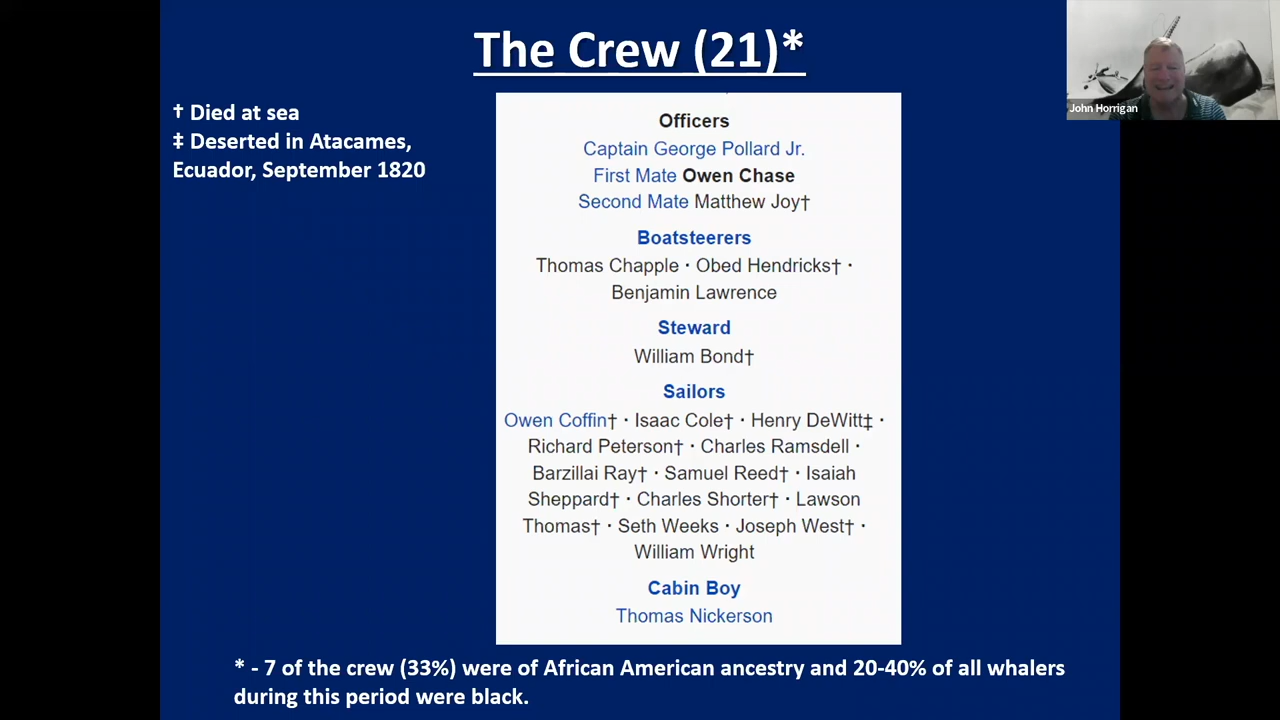 The Crew (21)*
† Died at sea
‡ Deserted in Atacames,
Ecuador, September 1820
John Horrigan
Officers
Captain George Pollard Jr.
First Mate Owen Chase
Second Mate Matthew Joy†
Boatsteerers
Thomas Chapple · Obed Hendricks† ·
Benjamin Lawrence
Steward
William Bond†
Sailors
Owen Coffin† · Isaac Cole† · Henry DeWitt‡ ·
Richard Peterson† · Charles Ramsdell ·
Barzillai Ray† · Samuel Reed† · Isaiah
Sheppard† · Charles Shorter† · Lawson
Thomas† · Seth Weeks · Joseph West† ·
William Wright
Cabin Boy
Thomas Nickerson
* - 7 of the crew (33%) were of African American ancestry and 20-40% of all whalers
during this period were black.